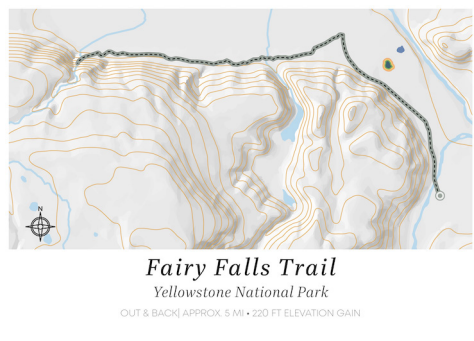 N
Fairy Falls Trail
Yellowstone National Park
OUT & BACK| APPROX. 5 MI • 220 FT ELEVATION GAIN